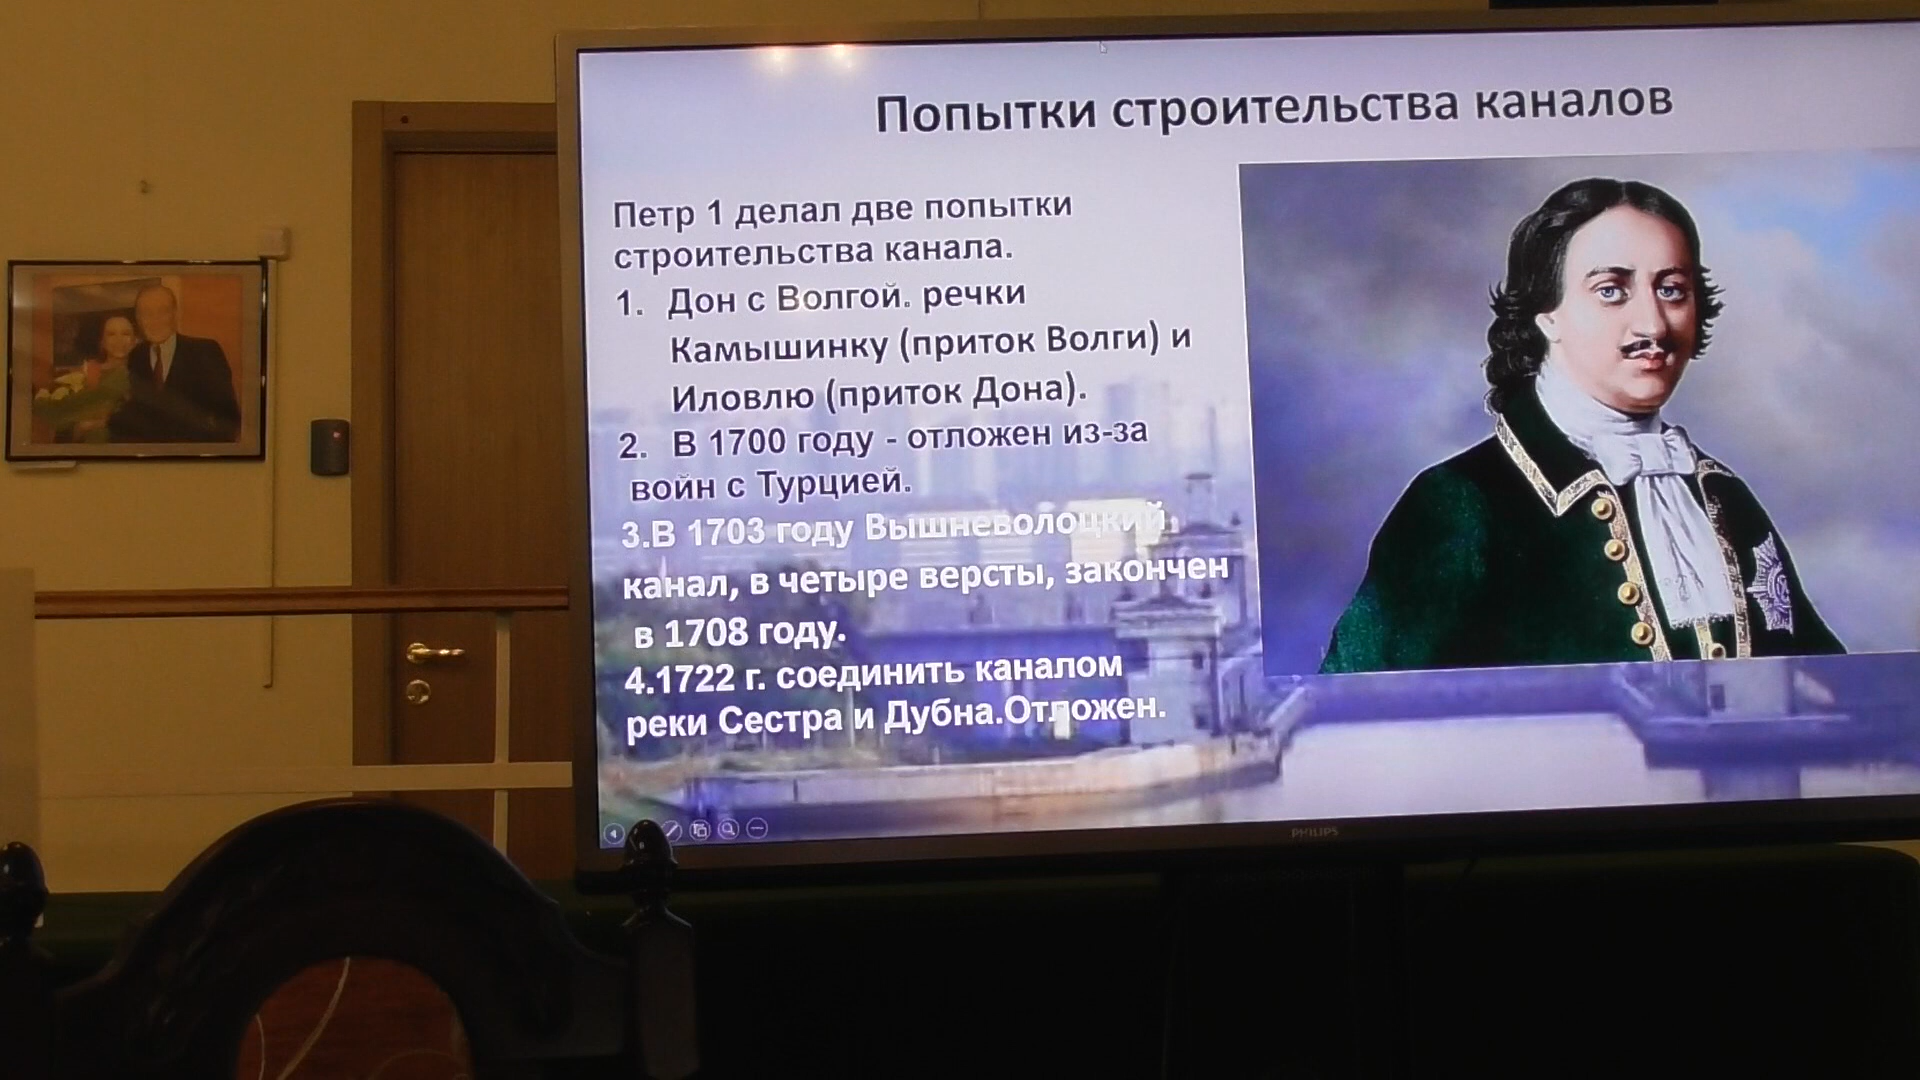 Попытки строительства каналов
Петр 1 делал две попытки
строительства канала.
1. Дон с Волгой. речки
Камышинку (приток Волги) и
Иловлю (приток Дона).
2. В 1700 году - отложен из-за
войн с Турцией.
3.В 1703 году Вышневолоцкий
канал, в четыре версты, закончен
в 1708 году.
4.1722 г. соединить каналом
реки Сестра и Дубна.Отложен.
PHILIPS